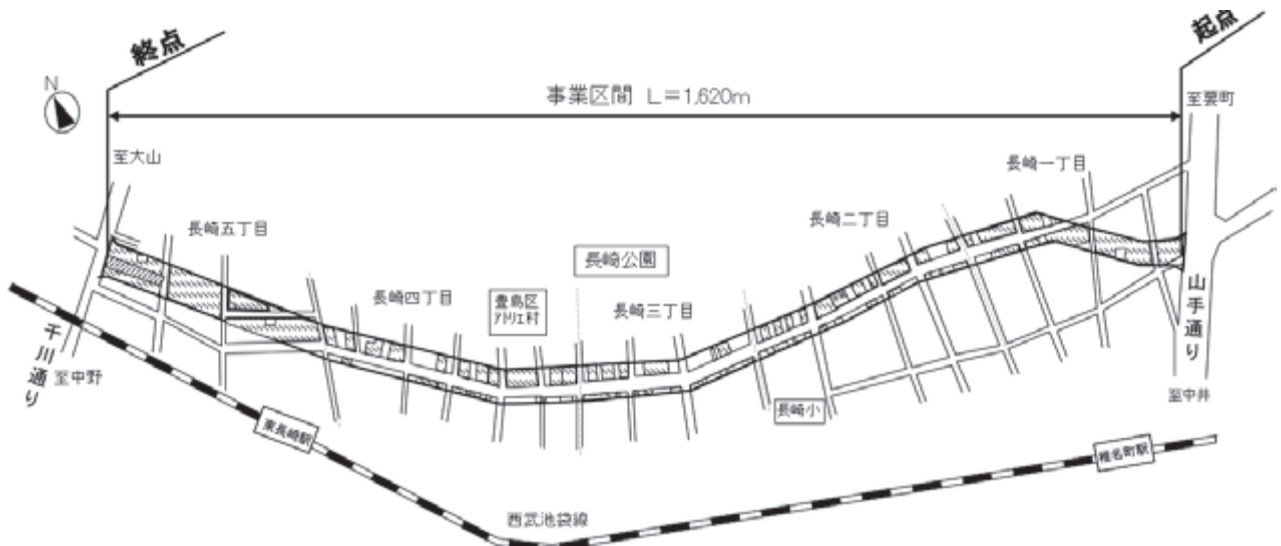 終点
起点
N
事業区間 L=1,620m
至要町
至大山
長崎一丁目
長崎五丁目
長崎二丁目
長崎公園
長崎四丁目
豊島区
アトリエ村
長崎三丁目
山手通り
千川通り
至中野
至中井
長崎小
東長崎駅
椎名町駅
西武池袋線